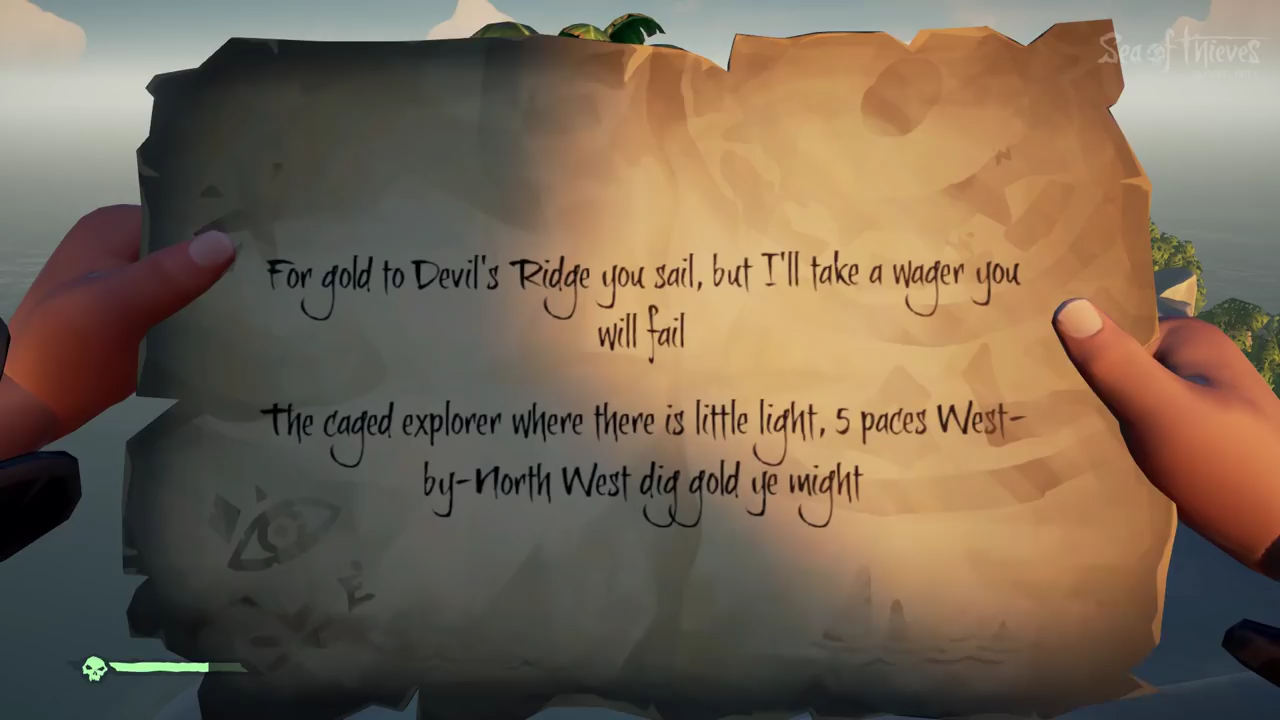 Sea of Thieves
For gold to Devil's Ridge you sail, but I'll take a wager you
will fail
The caged explorer where there is little light, 5 paces West-
by-North West dig gold ye might